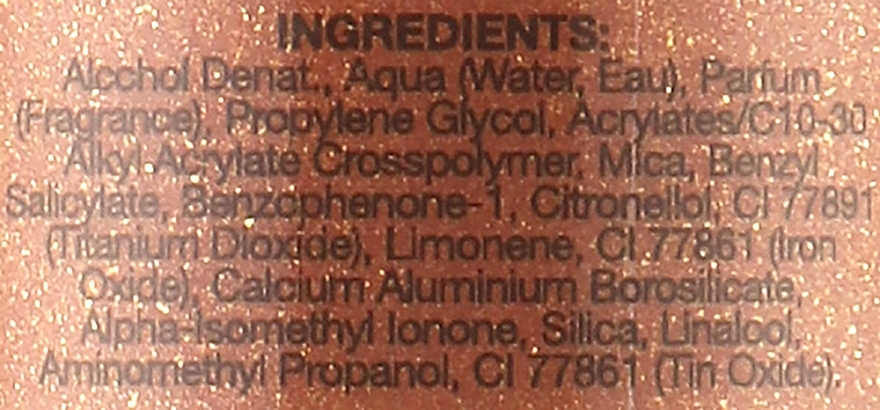 INGREDIENTS:
Alcohol Denat., Aqua (Water, Eau), Parfum
(Fragrance), Propylene Glycol, Acrylates/C10-30
Alkyl Acrylate Crosspolymer, Mica, Benzyl
Salicylate, Benzophenone-1, Citronellol, CI 77891
(Titanium Dioxide), Limonene, CI 77861 (Iron
Oxide), Calcium Aluminium Borosilicate,
Alpha-Isomethyl Ionone, Silica, Linalool,
Aminomethyl Propanol, CI 77861 (Tin Oxide).